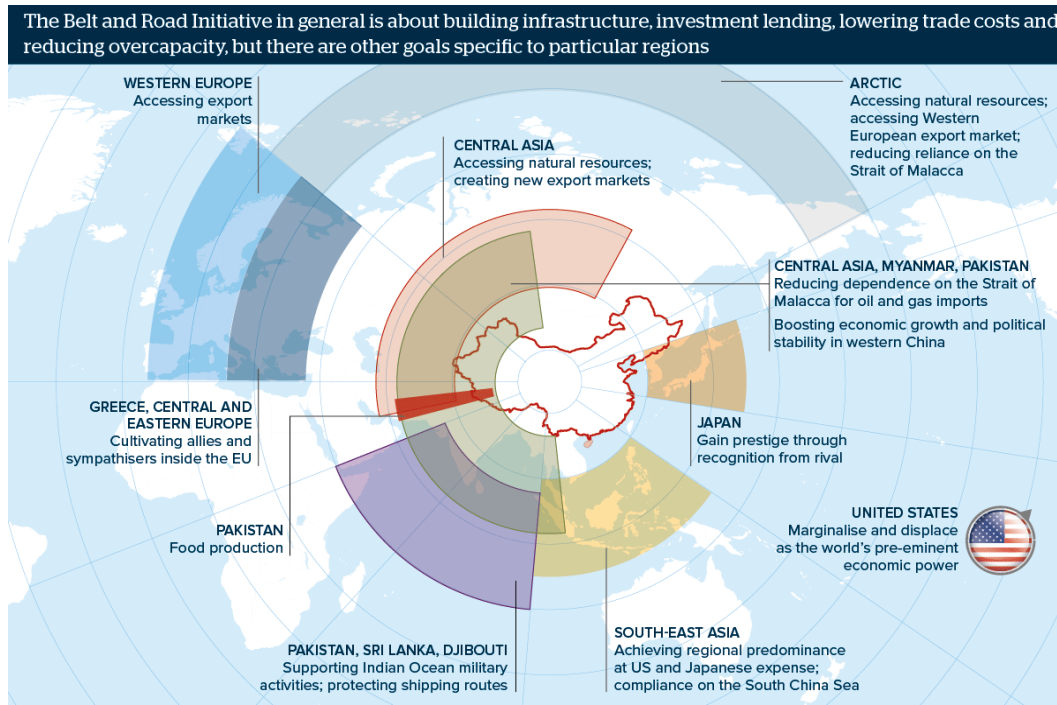 The Belt and Road Initiative in general is about building infrastructure, investment lending, lowering trade costs and
reducing overcapacity, but there are other goals specific to particular regions
WESTERN EUROPE
Accessing export
markets
ARCTIC
Accessing natural resources;
accessing Western
European export market;
reducing reliance on the
Strait of Malacca
CENTRAL ASIA
Accessing natural resources;
creating new export markets
CENTRAL ASIA, MYANMAR, PAKISTAN
Reducing dependence on the Strait of
Malacca for oil and gas imports
Boosting economic growth and political
stability in western China
GREECE, CENTRAL AND
EASTERN EUROPE
Cultivating allies and
sympathisers inside the EU
JAPAN
Gain prestige through
recognition from rival
PAKISTAN
Food production
UNITED STATES
Marginalise and displace
as the world's pre-eminent
economic power
PAKISTAN, SRI LANKA, DJIBOUTI
Supporting Indian Ocean military
activities; protecting shipping routes
SOUTH-EAST ASIA
Achieving regional predominance
at US and Japanese expense;
compliance on the South China Sea